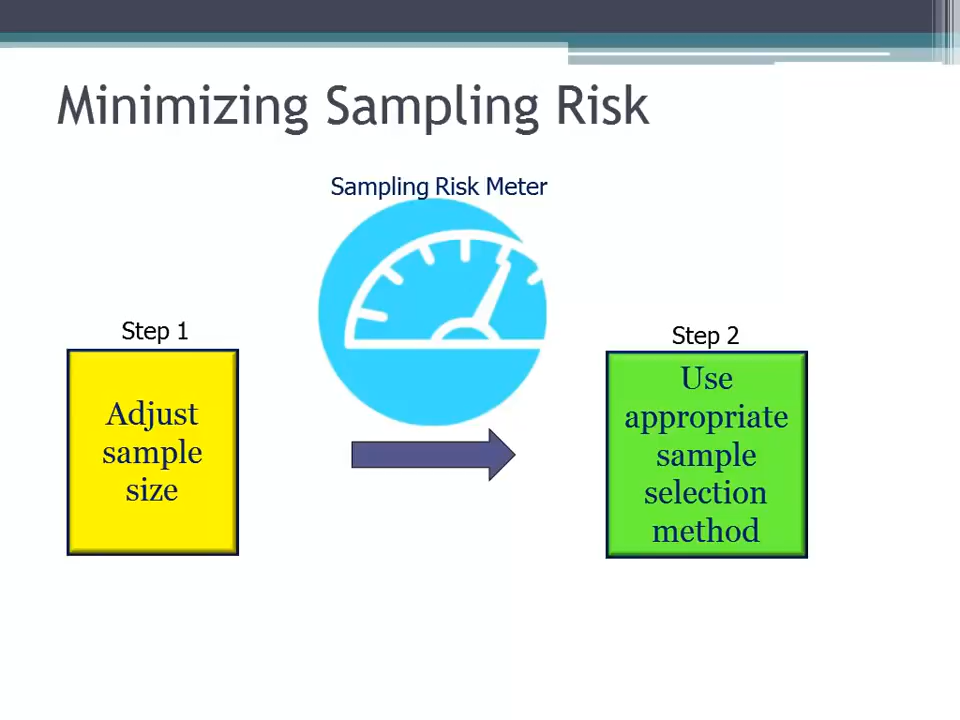 Minimizing Sampling Risk
Sampling Risk Meter
Step 1
Adjust
sample
size
Step 2
Use
appropriate
sample
selection
method